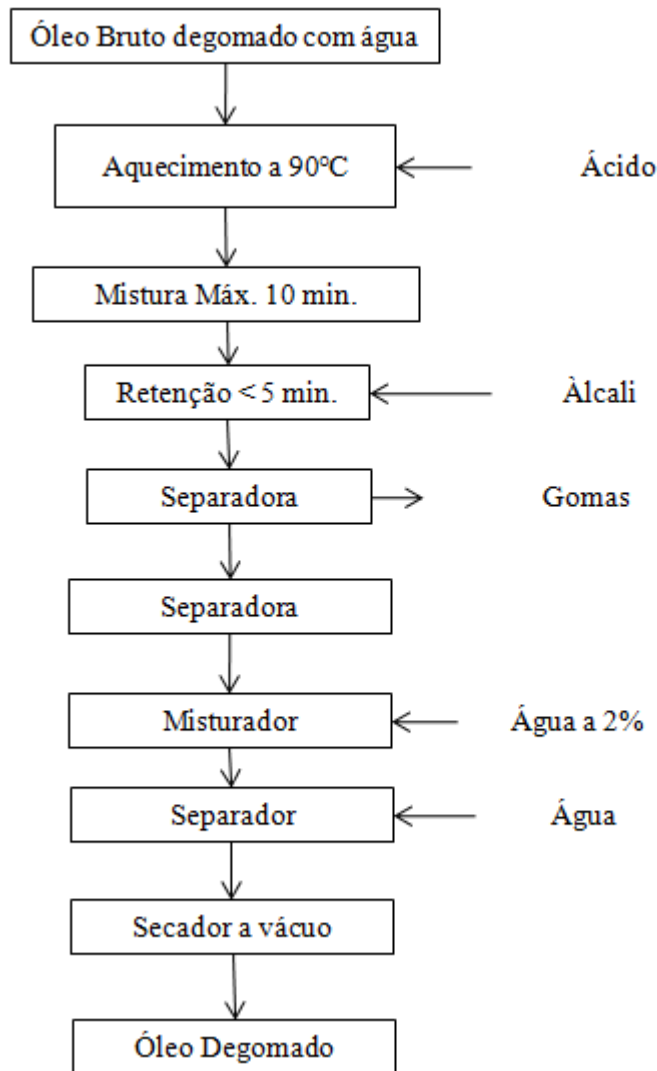 Óleo Bruto degomado com água
Aquecimento a 90ºC
Ácido
Mistura Máx. 10 min.
Retenção < 5 min.
Àlcali
Separadora
Gomas
Separadora
Misturador
Água a 2%
Separador
Água
Secador a vácuo
Óleo Degomado